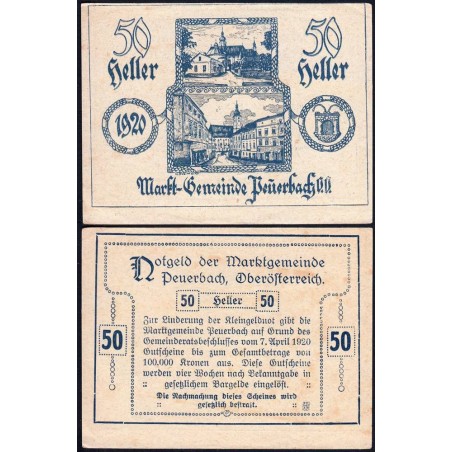 50 50
Heller Heller
1920
Markt-Gemeinde Peuerbach
Notgeld der Marktgemeinde
Peuerbach, Oberösterreich.
50 Heller 50
Zur Linderung der Kleingeldnot gibt die
Marktgemeinde Peuerbach auf Grund des
Gemeinderatsbeschlusses vom 7. April 1920
Gutscheine bis zum Gesamtbetrage von
100,000 Kronen aus. Diese Gutscheine
werden vier Wochen nach Bekanntgabe in
gesetzlichem Bargelde eingelöst.
50 50
Die Nachmachung dieses Scheines wird
gesetzlich bestraft.